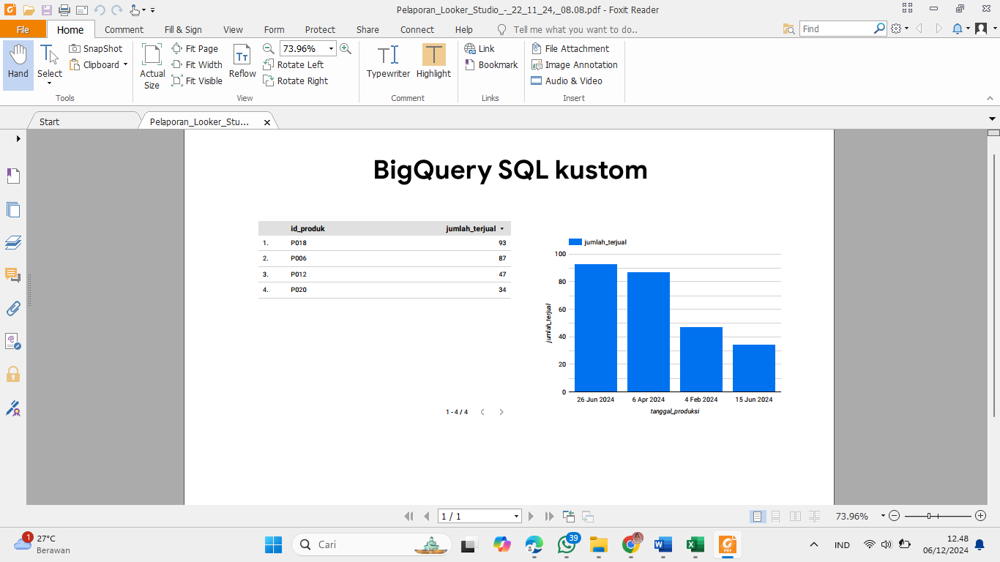 Pelaporan_Looker_Studio_-_22_11_24,_08.08.pdf - Foxit Reader
File Home Comment Fill & Sign View Form Protect Share Connect Help Tell me what you want to do.. Find
Hand
Select
SnapShot
Clipboard
Tools
Actual Size
Fit Page
Fit Width
Fit Visible
Reflow
73.96%
Rotate Left
Rotate Right
View
Typewriter
Highlight
Comment
Link
Bookmark
Links
File Attachment
Image Annotation
Audio & Video
Insert
Start Pelaporan_Looker_Stu...
BigQuery SQL kustom
id_produk jumlah_terjual
1. P018 93
2. P006 87
3. P012 47
4. P020 34
1 - 4 / 4
jumlah_terjual
100
80
60
40
20
0
jumlah_terjual
26 Jun 2024 6 Apr 2024 4 Feb 2024 15 Jun 2024
tanggal_produksi
1 / 1
73.96%
1
27°C
Berawan
Cari
39
IND
12.48
06/12/2024